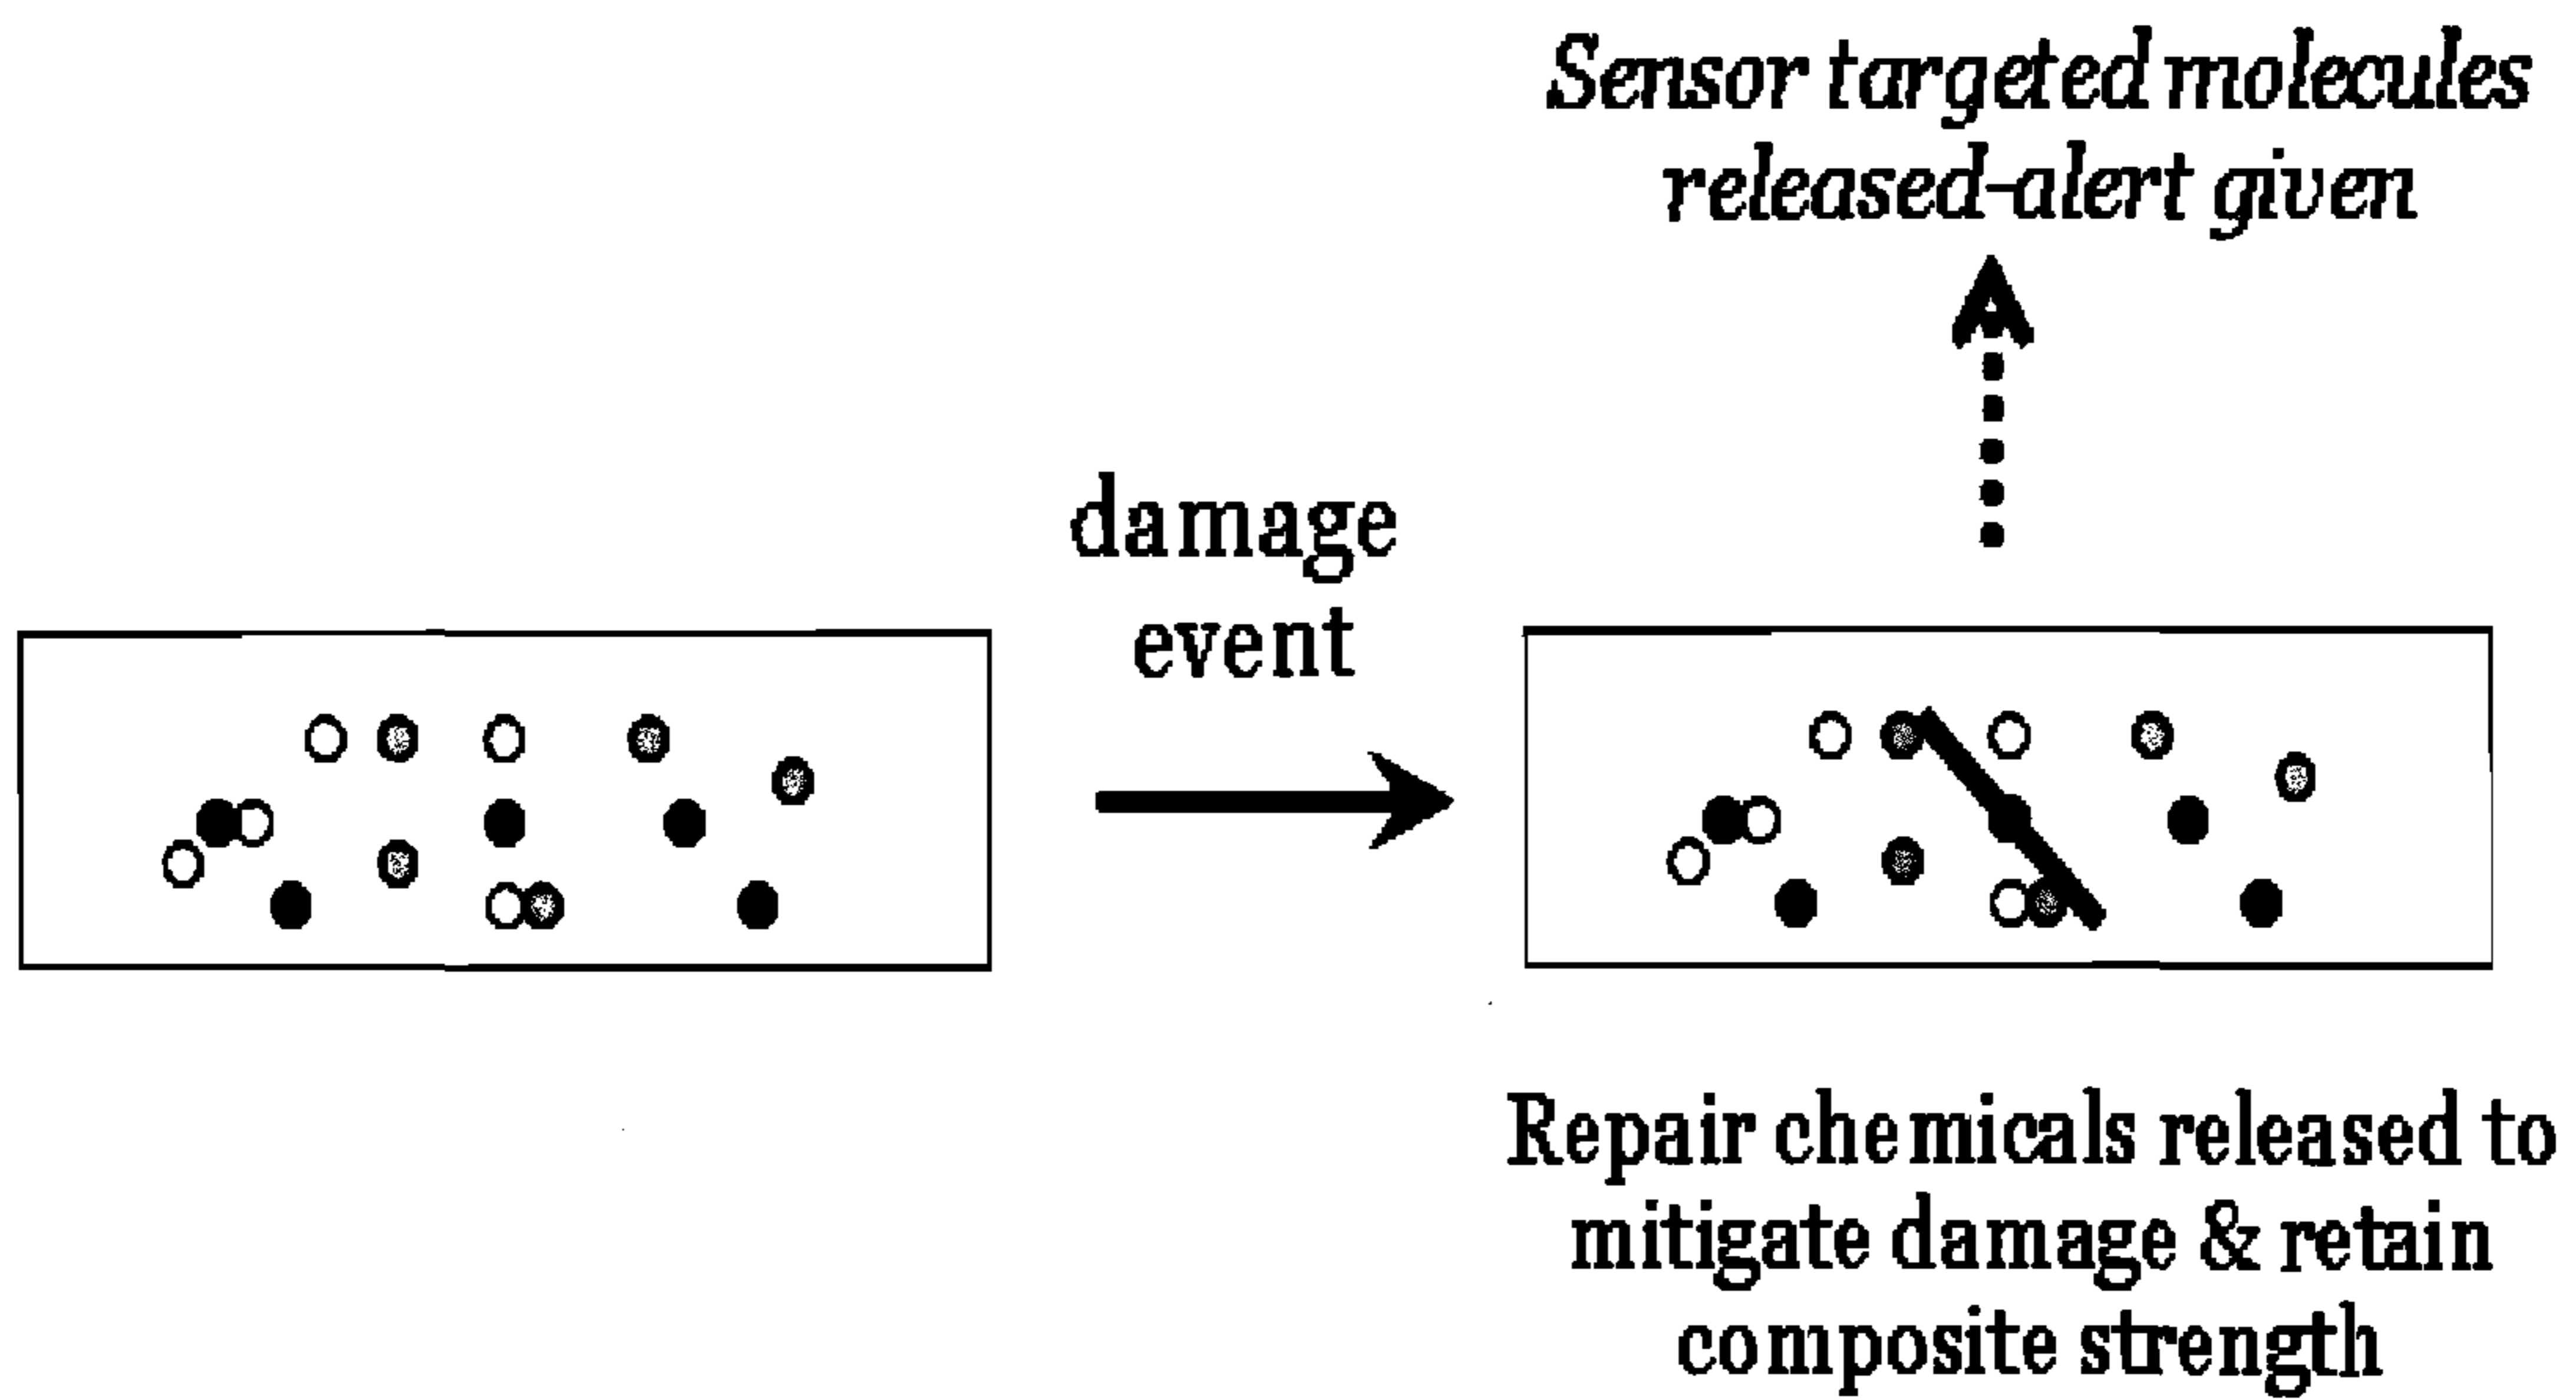 Sensor targeted molecules
released-alert given
damage
event
Repair chemicals released to
mitigate damage & retain
composite strength